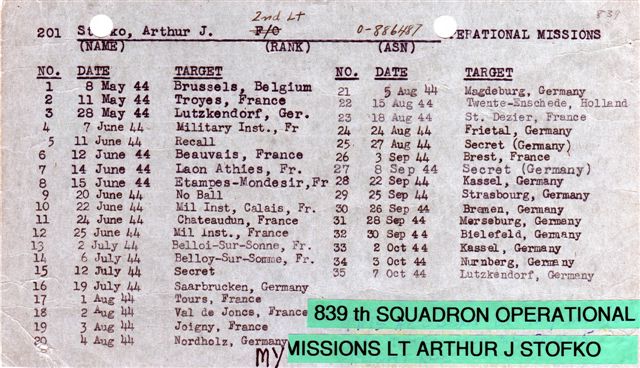 2nd Lt
839
201 Stofko, Arthur J. F/O O-886487 OPERATIONAL MISSIONS
(NAME) (RANK) (ASN)
NO. DATE TARGET
1 8 May 44 Brussels, Belgium
2 11 May 44 Troyes, France
3 28 May 44 Lutzkendorf, Ger.
4 7 June 44 Military Inst., Fr
5 11 June 44 Recall
6 12 June 44 Beauvais, France
7 14 June 44 Laon Athies, Fr.
8 15 June 44 Etampes-Mondesir, Fr
9 20 June 44 No Ball
10 22 June 44 Mil Inst, Calais, Fr.
11 24 June 44 Chateaudun, France
12 25 June 44 Mil Inst., France
13 2 July 44 Belloi-Sur-Sonne, Fr.
14 6 July 44 Belloy-Sur-Somme, Fr.
15 12 July 44 Secret
16 19 July 44 Saarbrucken, Germany
17 1 Aug 44 Tours, France
18 2 Aug 44 Val de Joncs, France
19 3 Aug 44 Joigny, France
20 4 Aug 44 Nordholz, Germany
NO. DATE TARGET
21 5 Aug 44 Magdeburg, Germany
22 15 Aug 44 Twente-Enschede, Holland
23 18 Aug 44 St. Dezier, France
24 24 Aug 44 Frietal, Germany
25 27 Aug 44 Secret (Germany)
26 3 Sep 44 Brest, France
27 8 Sep 44 Secret (Germany)
28 22 Sep 44 Kassel, Germany
29 25 Sep 44 Strasbourg, Germany
30 26 Sep 44 Bremen, Germany
31 28 Sep 44 Merseburg, Germany
32 30 Sep 44 Bielefeld, Germany
33 2 Oct 44 Kassel, Germany
34 3 Oct 44 Nurnberg, Germany
35 7 Oct 44 Lutzkendorf, Germany
839 th SQUADRON OPERATIONAL
MY MISSIONS LT ARTHUR J STOFKO